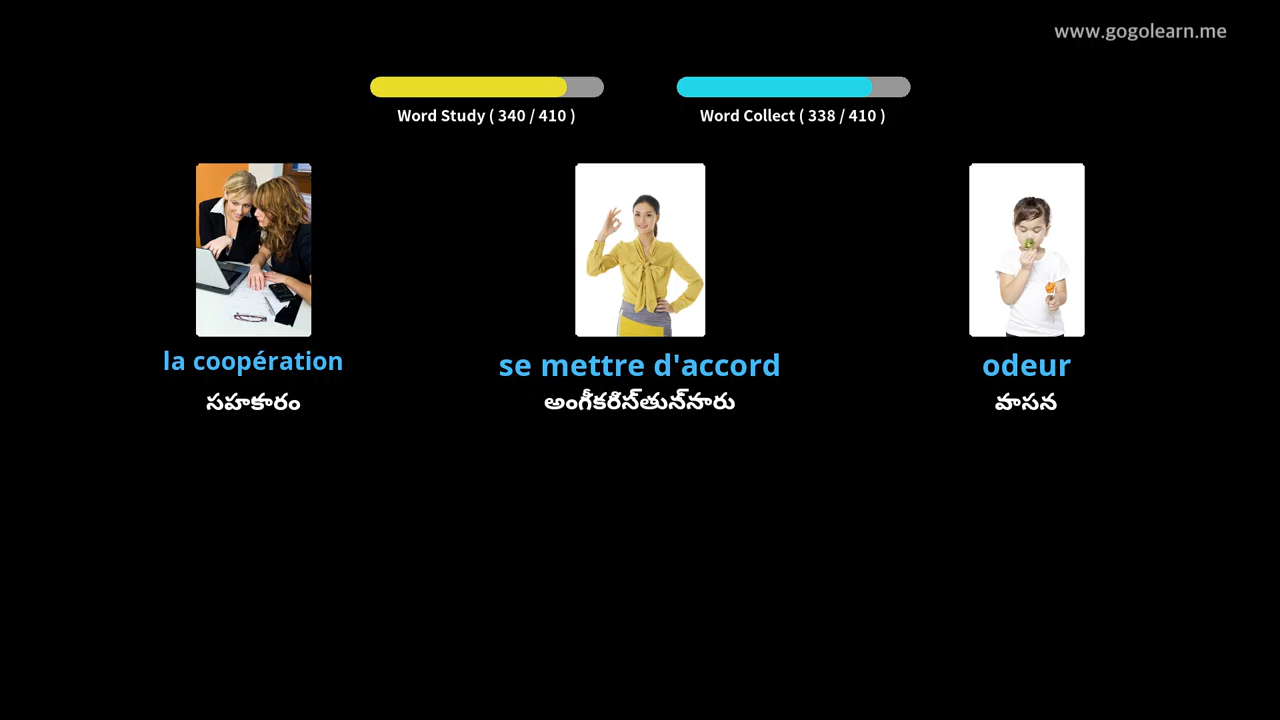 www.gogolearn.me
Word Study ( 340 / 410 )
Word Collect ( 338 / 410 )
la coopération
se mettre d'accord
odeur
సహకారం
అంగీకరిస్తున్నారు
వాసన